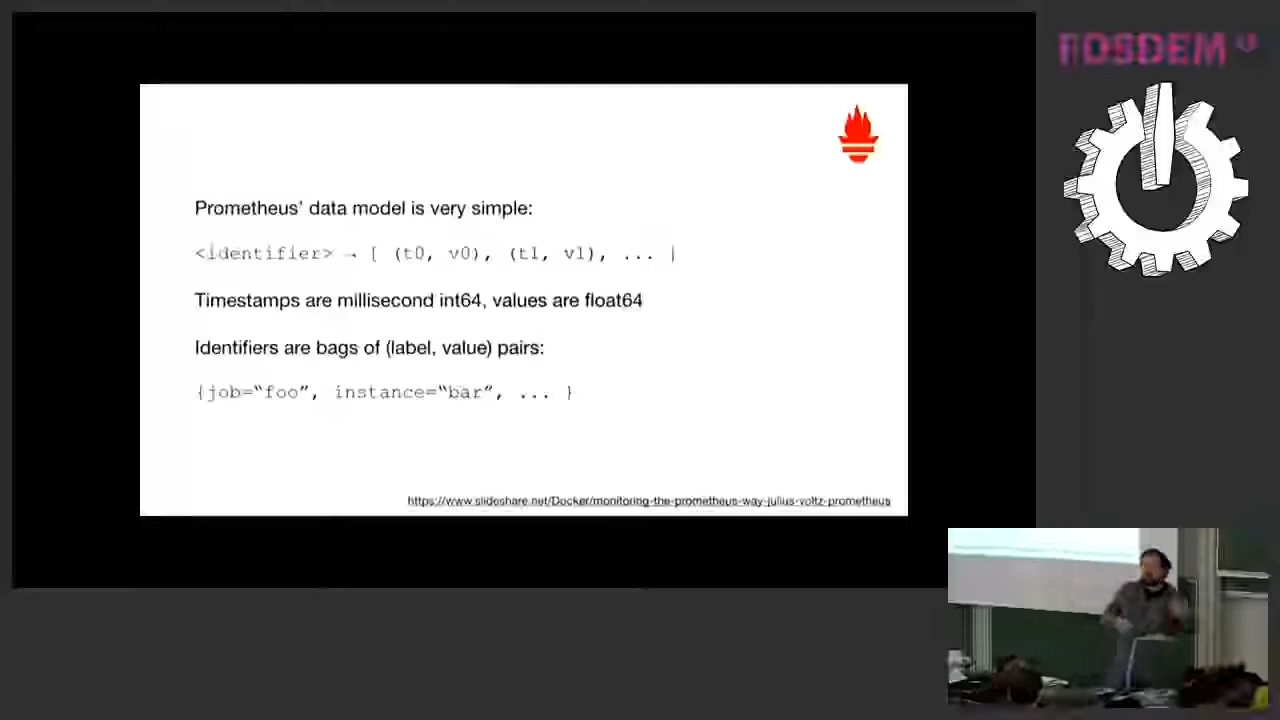 FOSDEM
Prometheus’ data model is very simple:
<identifier> → [ (t0, v0), (t1, v1), ... ]
Timestamps are millisecond int64, values are float64
Identifiers are bags of (label, value) pairs:
{job=“foo”, instance=“bar”, ... }
https://www.slideshare.net/Docker/monitoring-the-prometheus-way-julius-voltz-prometheus